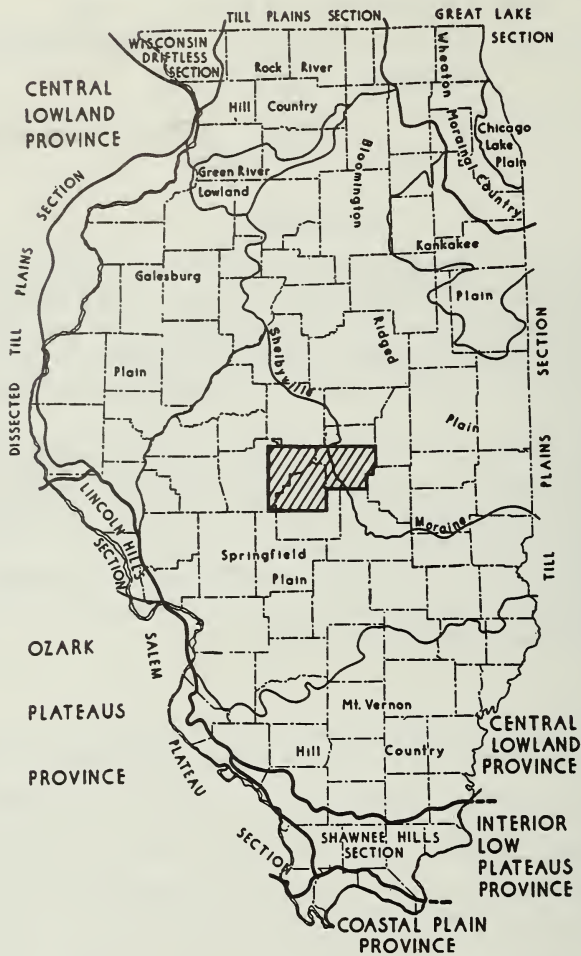 TILL PLAINS SECTION
GREAT LAKE
SECTION
WISCONSIN
DRIFTLESS
SECTION
Rock River
Hill Country
Wheaton
Morainal Country
Chicago
Lake
Plain
CENTRAL
LOWLAND
PROVINCE
Green River
Lowland
Bloomington
Ridged
Plain
Kankakee
Plain
DISSECTED TILL PLAINS SECTION
Galesburg
Plain
Shelbyville
Moraine
TILL PLAINS SECTION
LINCOLN HILLS
SECTION
Springfield
Plain
OZARK
PLATEAUS
PROVINCE
SALEM
PLATEAU
SECTION
Mt. Vernon
Hill Country
CENTRAL
LOWLAND
PROVINCE
SHAWNEE HILLS
SECTION
INTERIOR
LOW
PLATEAUS
PROVINCE
COASTAL PLAIN
PROVINCE